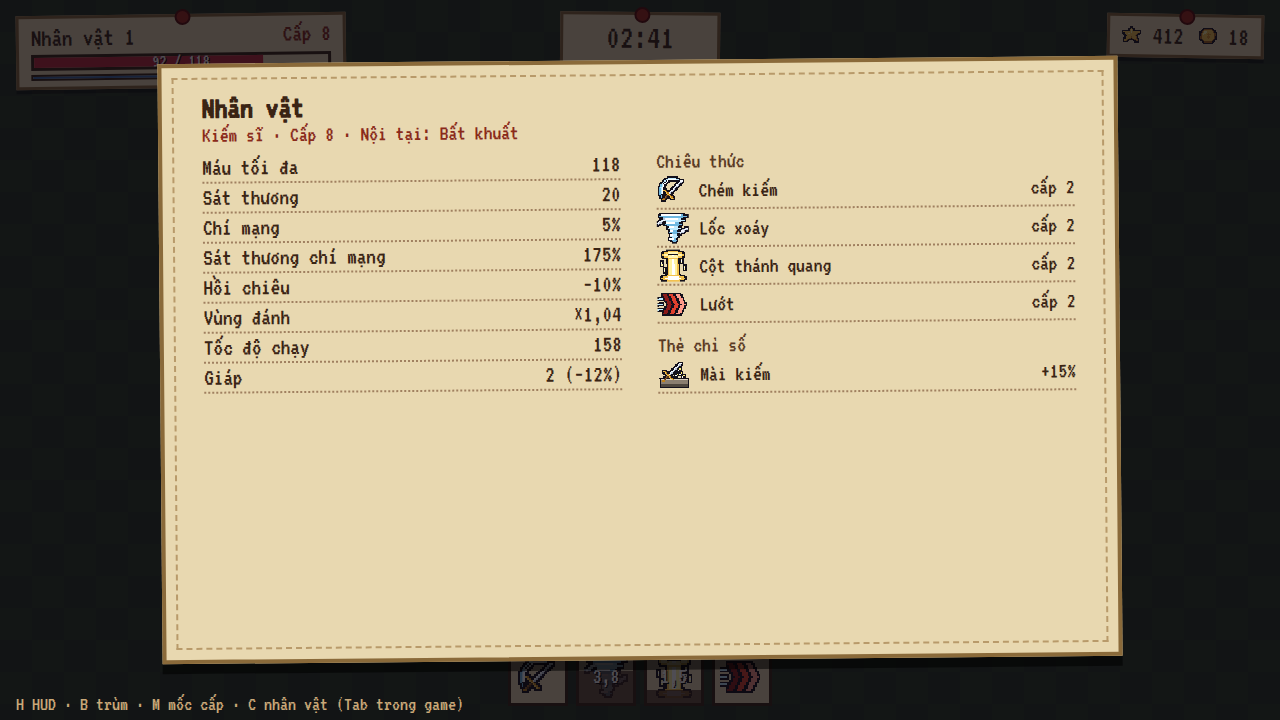 Nhân vật 1
Cấp 8
92 / 118
02:41
412
18
Nhân vật
Kiếm sĩ · Cấp 8 · Nội tại: Bất khuất
Máu tối đa 118
Sát thương 20
Chí mạng 5%
Sát thương chí mạng 175%
Hồi chiêu -10%
Vùng đánh x1,04
Tốc độ chạy 158
Giáp 2 (-12%)
Chiêu thức
Chém kiếm cấp 2
Lốc xoáy cấp 2
Cột thánh quang cấp 2
Lướt cấp 2
Thẻ chỉ số
Mài kiếm +15%
3,8
H HUD · B trùm · M mốc cấp · C nhân vật (Tab trong game)